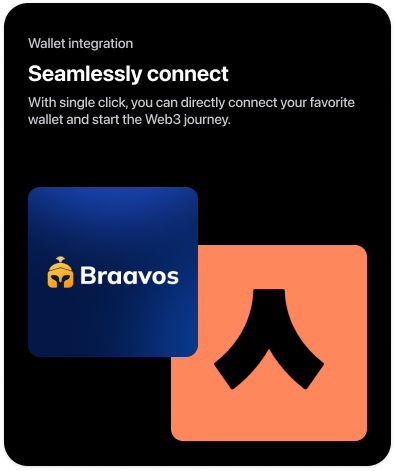 Wallet integration
Seamlessly connect
With single click, you can directly connect your favorite
wallet and start the Web3 journey.
Braavos